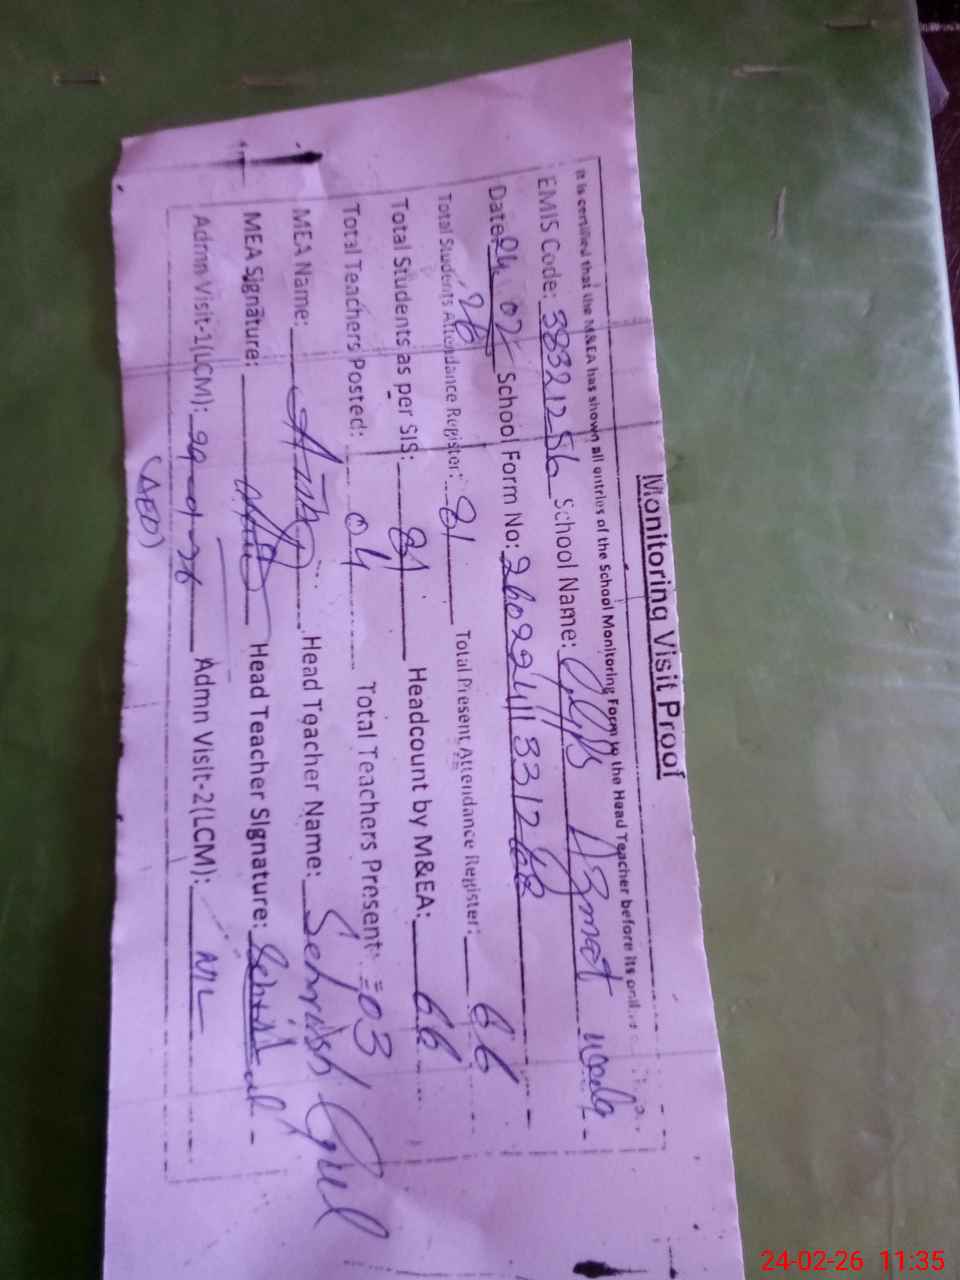 Monitoring Visit Proof
It is certified that the M&EA has shown all entries of the School Monitoring Form to the Head Teacher before its
EMIS Code: 38321256 School Name: Azmat
Date: 24 02 26 School Form No:
Total Students Attendance Register: 81 Total Present Attendance Register: 66
Total Students as per SIS: 81 Headcount by M&EA: 66
Total Teachers Posted: 04 Total Teachers Present: =03
MEA Name: Head Teacher Name: Sehrish Gul
MEA Signature: Head Teacher Signature:
Admn Visit-1(LCM): 29-01-26 Admn Visit-2(LCM): NIL
(AEO)
24-02-26 11:35